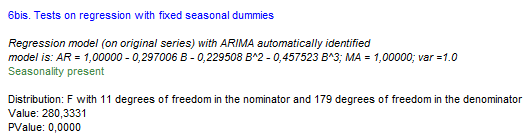 6bis. Tests on regression with fixed seasonal dummies
Regression model (on original series) with ARIMA automatically identified
model is: AR = 1,00000 - 0,297006 B - 0,229508 B^2 - 0,457523 B^3; MA = 1,00000; var =1.0
Seasonality present
Distribution: F with 11 degrees of freedom in the nominator and 179 degrees of freedom in the denominator
Value: 280,3331
PValue: 0,0000